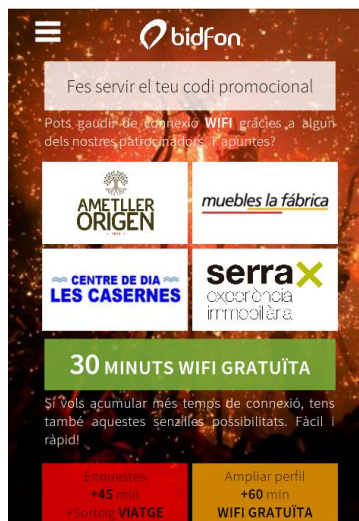 bidfon
Fes servir el teu codi promocional
Pots gaudir de connexió WIFI gràcies a algun
dels nostres patrocinadors, t'apuntes?
AMETLLER
ORIGEN
muebles la fábrica
CENTRE DE DIA
LES CASERNES
serra
experiència
immobiliària
30 MINUTS WIFI GRATUÏTA
Si vols acumular més temps de connexió, tens
també aquestes senzilles possibilitats. Fàcil i
ràpid!
Enquestes
+45 min
+Sorteig VIATGE
Ampliar perfil
+60 min
WIFI GRATUÏTA